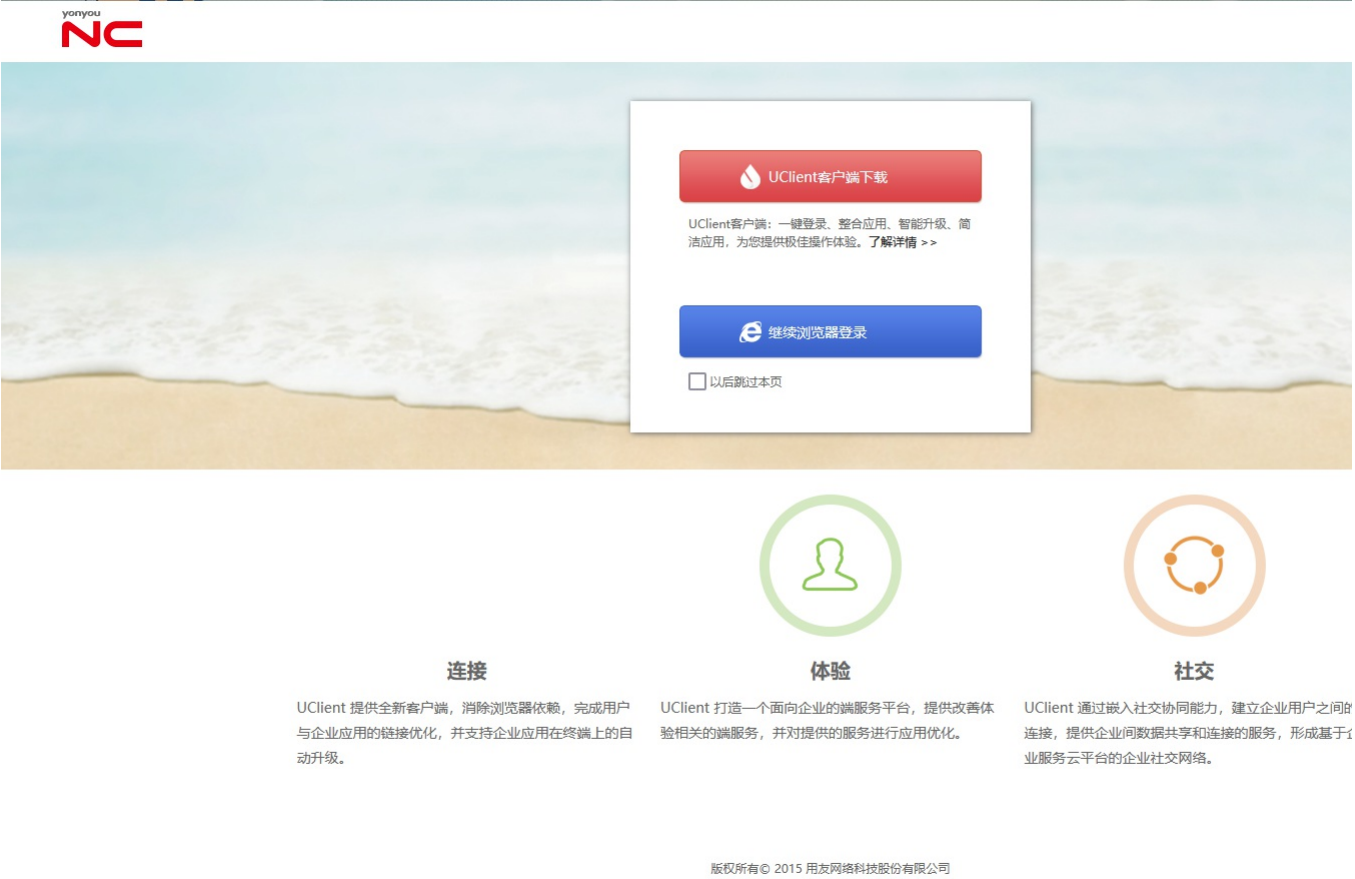 yonyou
NC
UClient客户端下载
UClient客户端：一键登录、整合应用、智能升级、简
洁应用，为您提供极佳操作体验。了解详情 >>
继续浏览器登录
以后跳过本页
连接
UClient 提供全新客户端，消除浏览器依赖，完成用户
与企业应用的链接优化，并支持企业应用在终端上的自
动升级。
体验
UClient 打造一个面向企业的端服务平台，提供改善体
验相关的端服务，并对提供的服务进行应用优化。
社交
UClient 通过嵌入社交协同能力，建立企业用户之间的
连接，提供企业间数据共享和连接的服务，形成基于企
业服务云平台的企业社交网络。
版权所有© 2015 用友网络科技股份有限公司